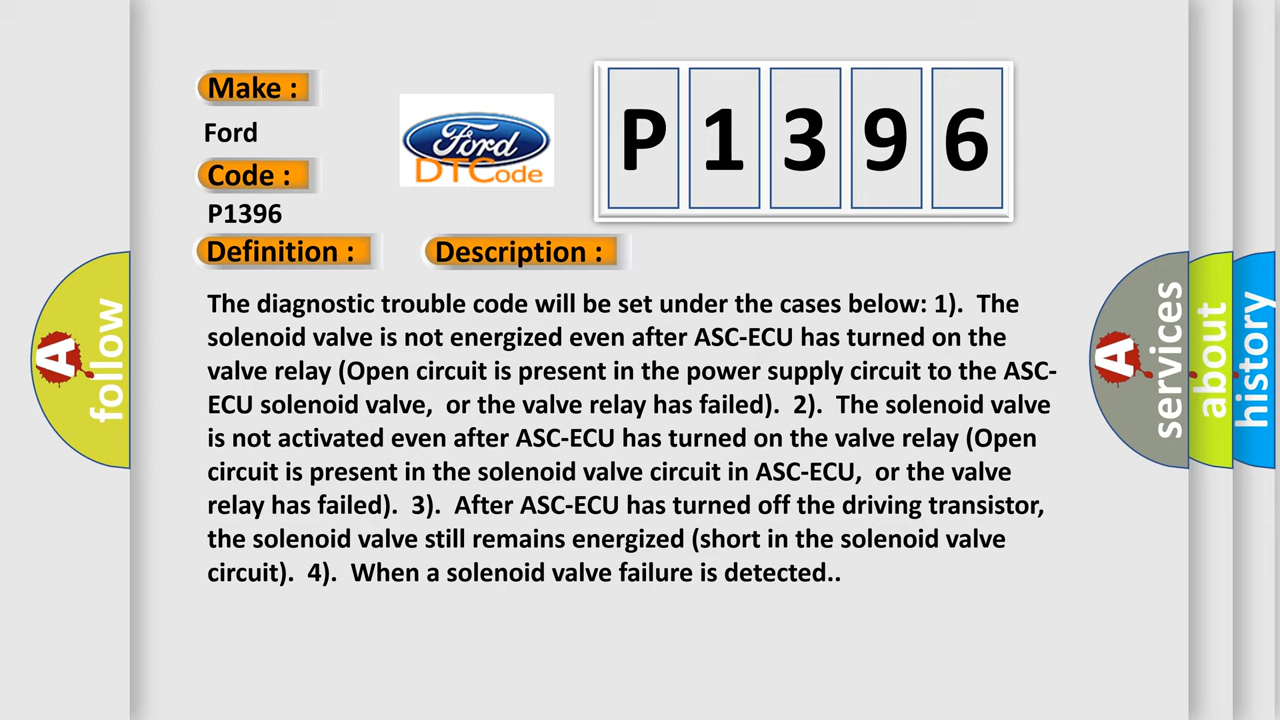 Make :
Ford
Code :
P1396
Ford
DTCode
P 1 3 9 6
Definition :
Description :
The diagnostic trouble code will be set under the cases below: 1). The
solenoid valve is not energized even after ASC-ECU has turned on the
valve relay (Open circuit is present in the power supply circuit to the ASC-
ECU solenoid valve, or the valve relay has failed). 2). The solenoid valve
is not activated even after ASC-ECU has turned on the valve relay (Open
circuit is present in the solenoid valve circuit in ASC-ECU, or the valve
relay has failed). 3). After ASC-ECU has turned off the driving transistor,
the solenoid valve still remains energized (short in the solenoid valve
circuit). 4). When a solenoid valve failure is detected..
A
follow
A
services
about
history